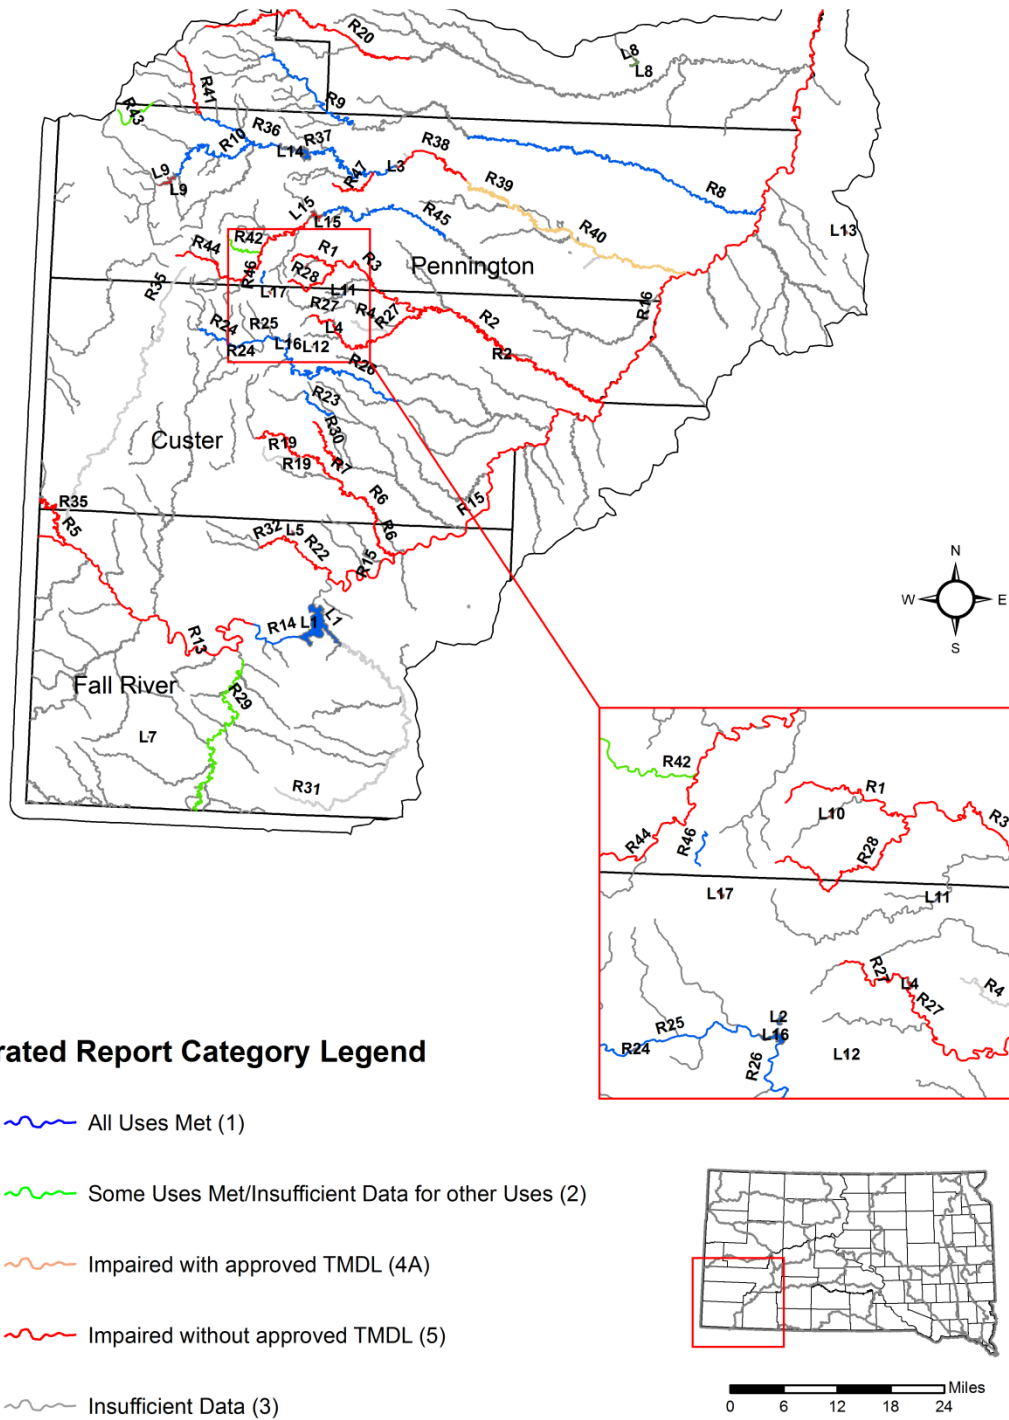 R20
L8
L8
R41
R43
R9
R36
R37
R10
L14
R38
L9
L9
R47
L3
R39
R8
L15
L15
R45
R40
L13
R42
R44
R1
R3
R46
R28
Pennington
R35
L17
L11
R16
R27
R4
R27
R24
R25
L4
R2
R24
L16
L12
R2
R26
R23
Custer
R30
R19
R19
R7
R6
R35
R15
R5
R32
L5
R6
R22
R15
R14
L1
L1
R13
Fall River
R29
L7
R31
N
W
E
S
R42
R1
L10
R3
R46
R44
R28
L17
L11
R27
L4
R4
R27
L2
R25
L16
R24
L12
R26
rated Report Category Legend
All Uses Met (1)
Some Uses Met/Insufficient Data for other Uses (2)
Impaired with approved TMDL (4A)
Impaired without approved TMDL (5)
Insufficient Data (3)
Miles
0 6 12 18 24